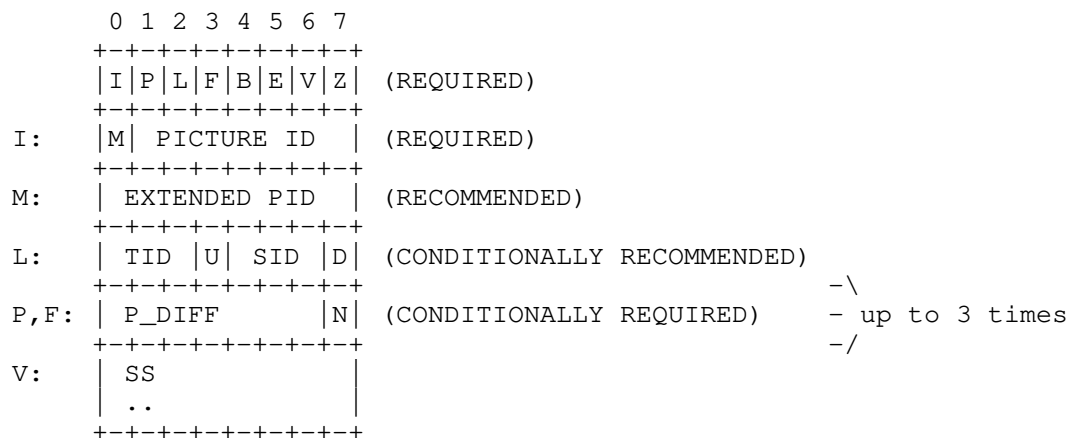 0 1 2 3 4 5 6 7
     +-+-+-+-+-+-+-+-+
     |I|P|L|F|B|E|V|Z| (REQUIRED)
     +-+-+-+-+-+-+-+-+
I:   |M| PICTURE ID  | (REQUIRED)
     +-+-+-+-+-+-+-+-+
M:   | EXTENDED PID  | (RECOMMENDED)
     +-+-+-+-+-+-+-+-+
L:   | TID |U| SID |D| (CONDITIONALLY RECOMMENDED)
     +-+-+-+-+-+-+-+-+                             -\
P,F: | P_DIFF      |N| (CONDITIONALLY REQUIRED)    - up to 3 times
     +-+-+-+-+-+-+-+-+                             -/
V:   | SS            |
     | ..            |
     +-+-+-+-+-+-+-+-+